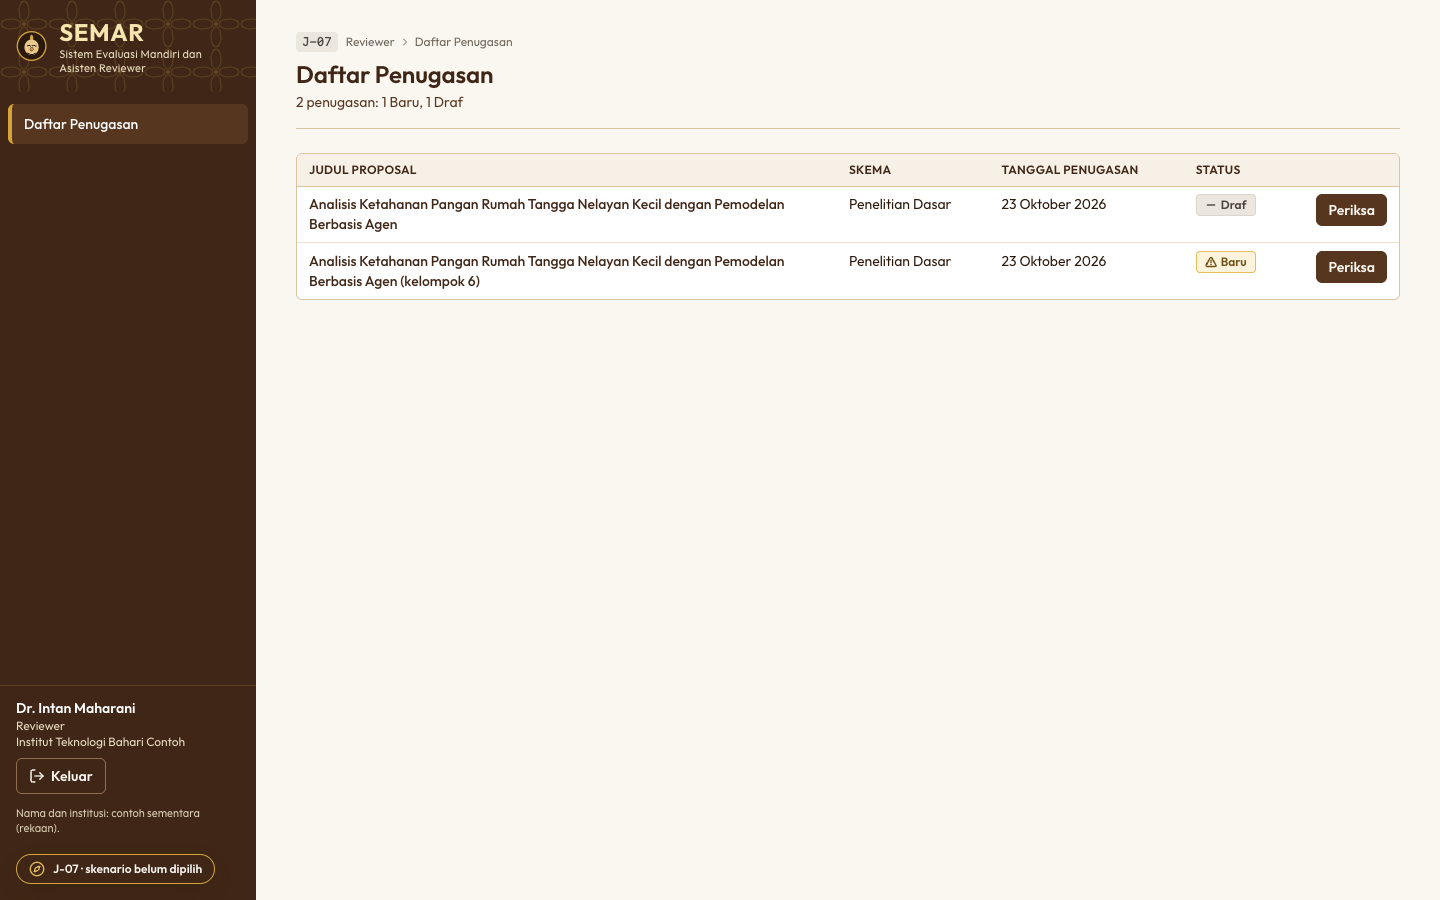 SEMAR
Sistem Evaluasi Mandiri dan
Asisten Reviewer
Daftar Penugasan
J-07 Reviewer > Daftar Penugasan
Daftar Penugasan
2 penugasan: 1 Baru, 1 Draf
JUDUL PROPOSAL SKEMA TANGGAL PENUGASAN STATUS
Analisis Ketahanan Pangan Rumah Tangga Nelayan Kecil dengan Pemodelan
Berbasis Agen
Penelitian Dasar
23 Oktober 2026
Draf
Periksa
Analisis Ketahanan Pangan Rumah Tangga Nelayan Kecil dengan Pemodelan
Berbasis Agen (kelompok 6)
Penelitian Dasar
23 Oktober 2026
Baru
Periksa
Dr. Intan Maharani
Reviewer
Institut Teknologi Bahari Contoh
Keluar
Nama dan institusi: contoh sementara
(rekaan).
J-07 · skenario belum dipilih